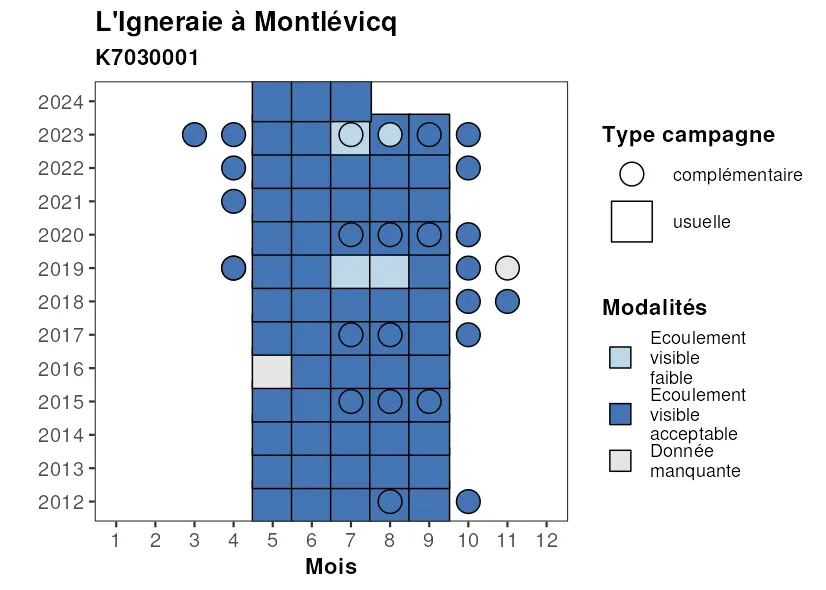 L'Igneraie à Montlévicq
K7030001
2024
2023
2022
2021
2020
2019
2018
2017
2016
2015
2014
2013
2012
1 2 3 4 5 6 7 8 9 10 11 12
Mois
Type campagne
complémentaire
usuelle
Modalités
Ecoulement
visible
faible
Ecoulement
visible
acceptable
Donnée
manquante